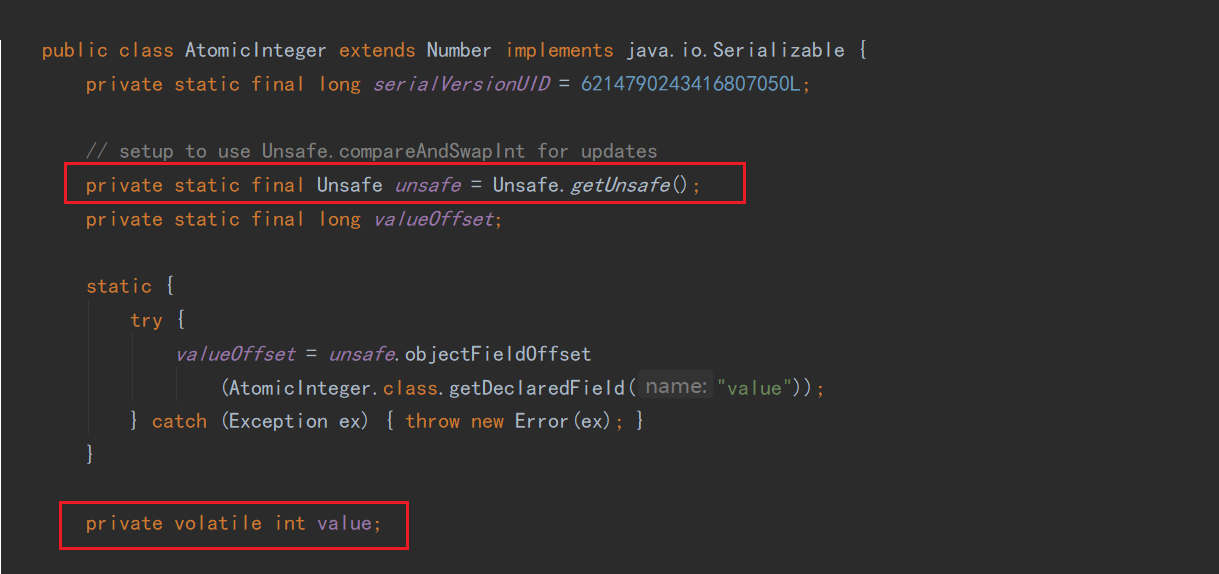 public class AtomicInteger extends Number implements java.io.Serializable {
private static final long serialVersionUID = 6214790243416807050L;
// setup to use Unsafe.compareAndSwapInt for updates
private static final Unsafe unsafe = Unsafe.getUnsafe();
private static final long valueOffset;
static {
try {
valueOffset = unsafe.objectFieldOffset
(AtomicInteger.class.getDeclaredField( name: "value"));
} catch (Exception ex) { throw new Error(ex); }
}
private volatile int value;